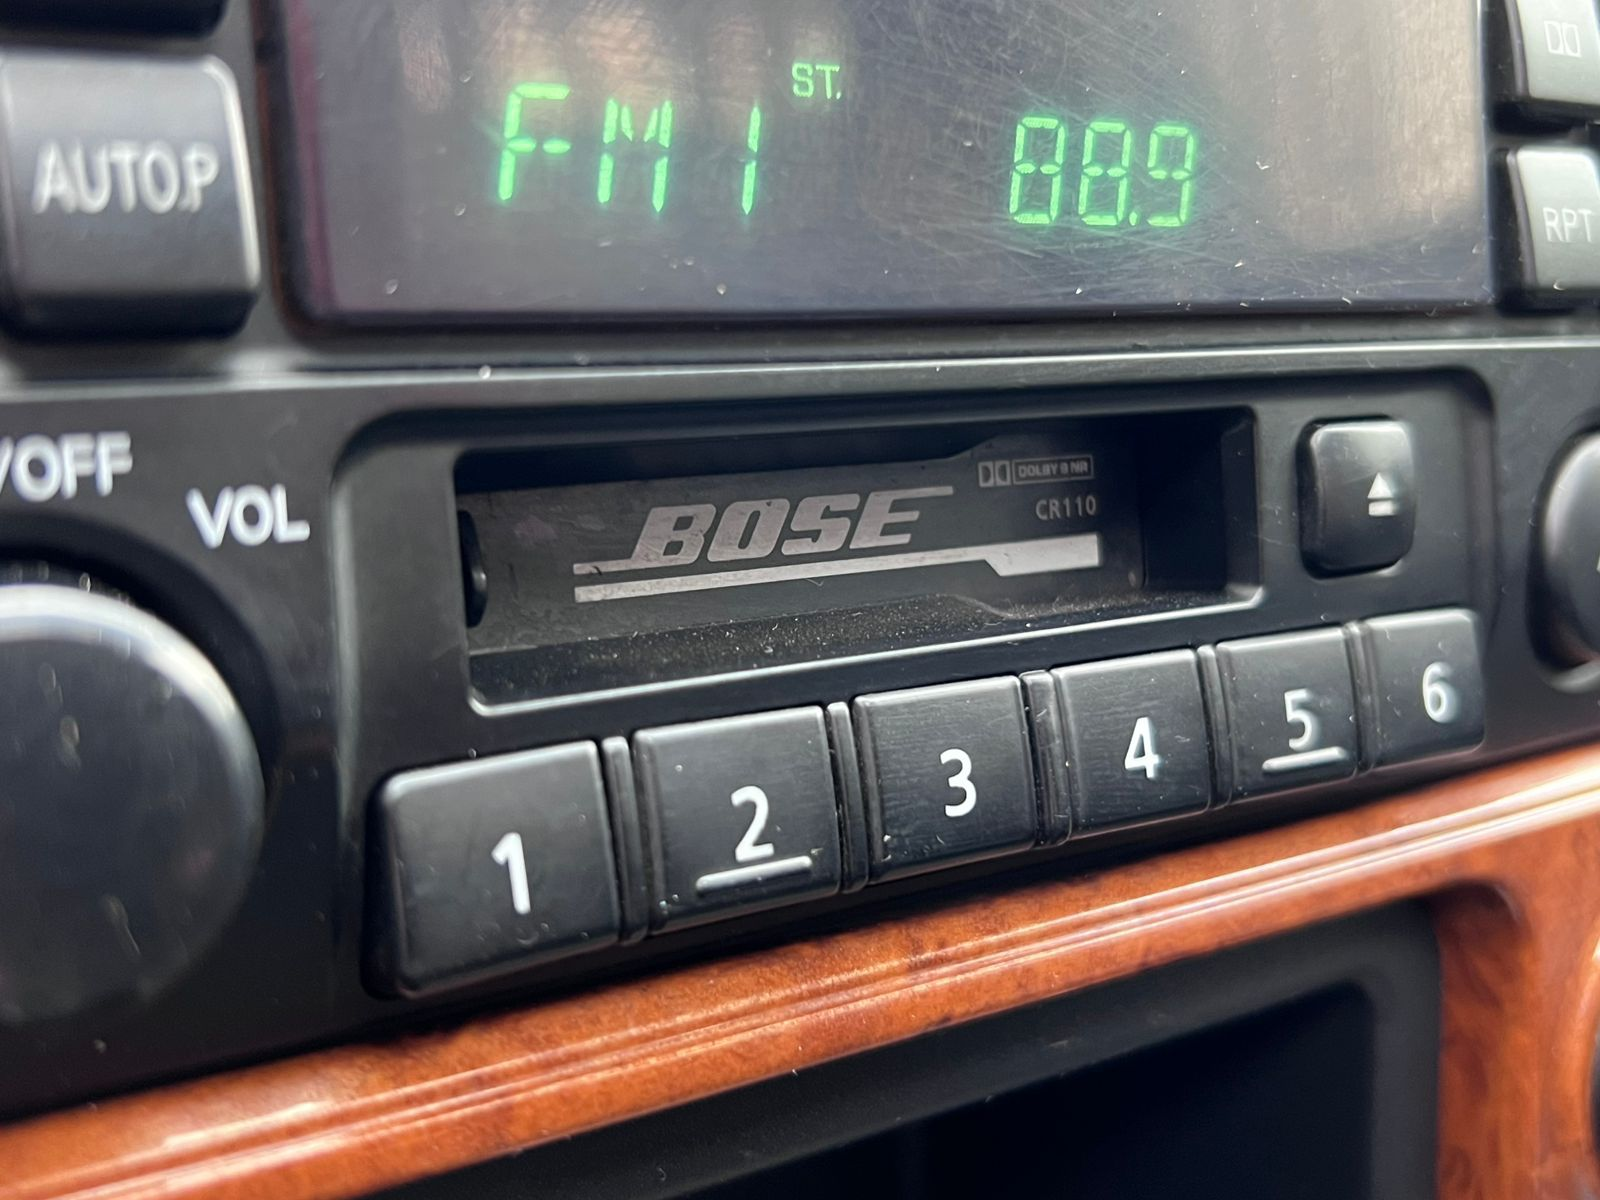 FM1 ST. 88.9
AUTO.P
RPT
/OFF
VOL
BOSE
DOLBY B NR
CR110
1 2 3 4 5 6